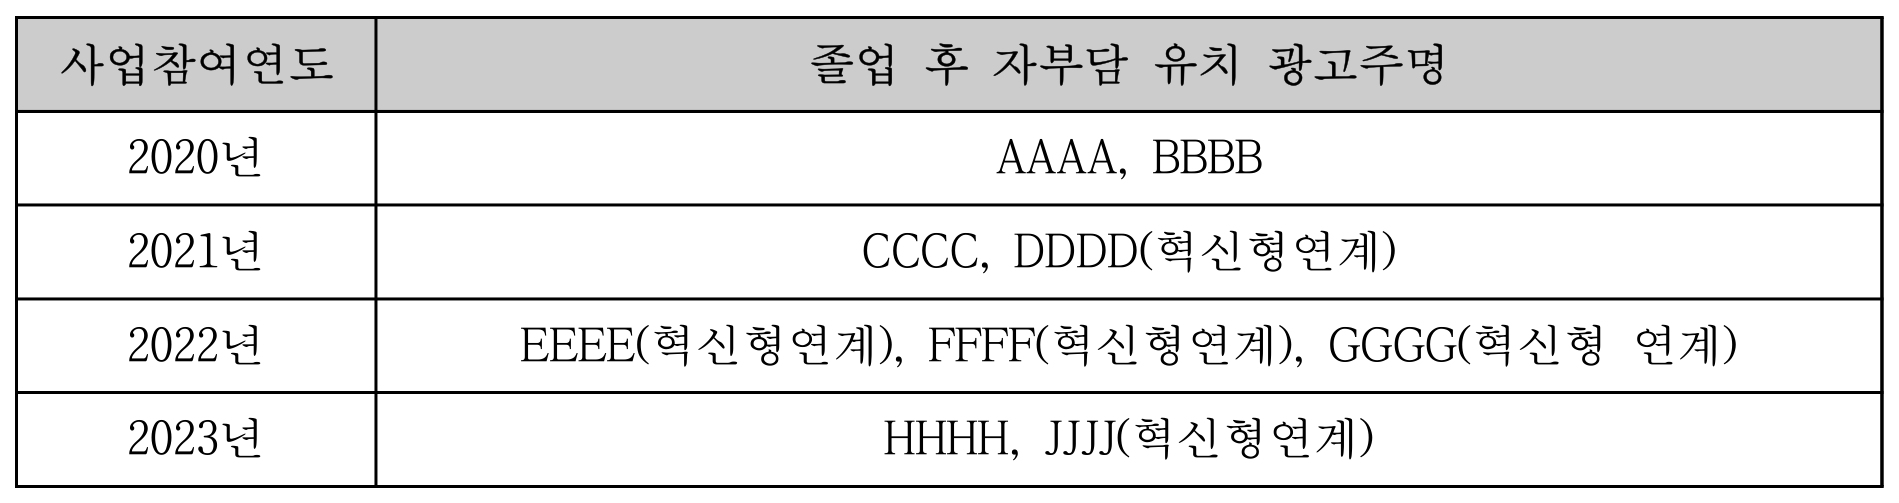 사업참여연도 졸업 후 자부담 유치 광고주명
2020년 AAAA, BBBB
2021년 CCCC, DDDD(혁신형연계)
2022년 EEEE(혁신형연계), FFFF(혁신형연계), GGGG(혁신형 연계)
2023년 HHHH, JJJJ(혁신형연계)